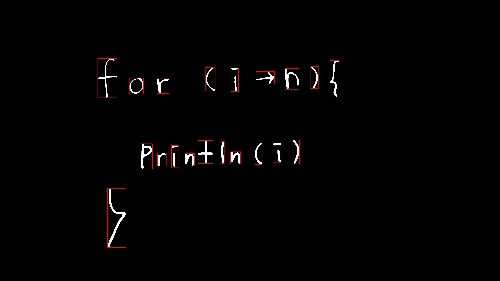 for (i→n){
println(i)
}